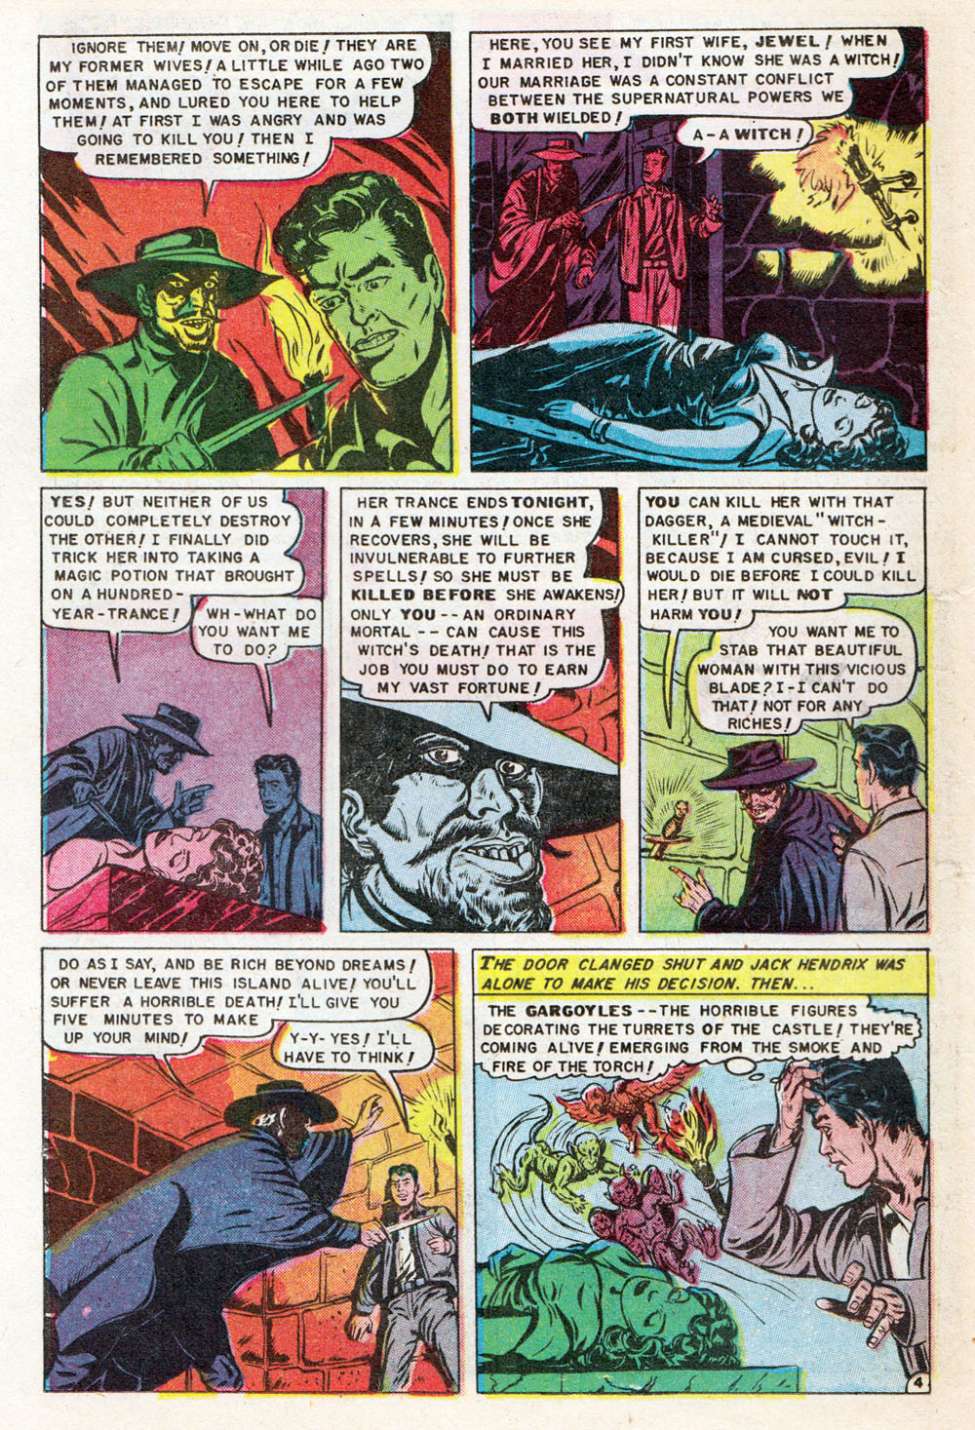 IGNORE THEM! MOVE ON, OR DIE! THEY ARE
MY FORMER WIVES! A LITTLE WHILE AGO TWO
OF THEM MANAGED TO ESCAPE FOR A FEW
MOMENTS, AND LURED YOU HERE TO HELP
THEM! AT FIRST I WAS ANGRY AND WAS
GOING TO KILL YOU! THEN I
REMEMBERED SOMETHING!
HERE, YOU SEE MY FIRST WIFE, JEWEL! WHEN
I MARRIED HER, I DIDN'T KNOW SHE WAS A WITCH!
OUR MARRIAGE WAS A CONSTANT CONFLICT
BETWEEN THE SUPERNATURAL POWERS WE
BOTH WIELDED!
A-A WITCH!
YES! BUT NEITHER OF US
COULD COMPLETELY DESTROY
THE OTHER! I FINALLY DID
TRICK HER INTO TAKING A
MAGIC POTION THAT BROUGHT
ON A HUNDRED-
YEAR-TRANCE!
WH-WHAT DO
YOU WANT ME
TO DO?
HER TRANCE ENDS TONIGHT,
IN A FEW MINUTES! ONCE SHE
RECOVERS, SHE WILL BE
INVULNERABLE TO FURTHER
SPELLS! SO SHE MUST BE
KILLED BEFORE SHE AWAKENS!
ONLY YOU -- AN ORDINARY
MORTAL -- CAN CAUSE THIS
WITCH'S DEATH! THAT IS THE
JOB YOU MUST DO TO EARN
MY VAST FORTUNE!
YOU CAN KILL HER WITH THAT
DAGGER, A MEDIEVAL "WITCH-
KILLER"! I CANNOT TOUCH IT,
BECAUSE I AM CURSED, EVIL! I
WOULD DIE BEFORE I COULD KILL
HER! BUT IT WILL NOT
HARM YOU!
YOU WANT ME TO
STAB THAT BEAUTIFUL
WOMAN WITH THIS VICIOUS
BLADE? I-I CAN'T DO
THAT! NOT FOR ANY
RICHES!
DO AS I SAY, AND BE RICH BEYOND DREAMS!
OR NEVER LEAVE THIS ISLAND ALIVE! YOU'LL
SUFFER A HORRIBLE DEATH! I'LL GIVE YOU
FIVE MINUTES TO MAKE
UP YOUR MIND!
Y-Y-YES! I'LL
HAVE TO THINK!
THE DOOR CLANGED SHUT AND JACK HENDRIX WAS
ALONE TO MAKE HIS DECISION. THEN...
THE GARGOYLES -- THE HORRIBLE FIGURES
DECORATING THE TURRETS OF THE CASTLE! THEY'RE
COMING ALIVE! EMERGING FROM THE SMOKE AND
FIRE OF THE TORCH!
4